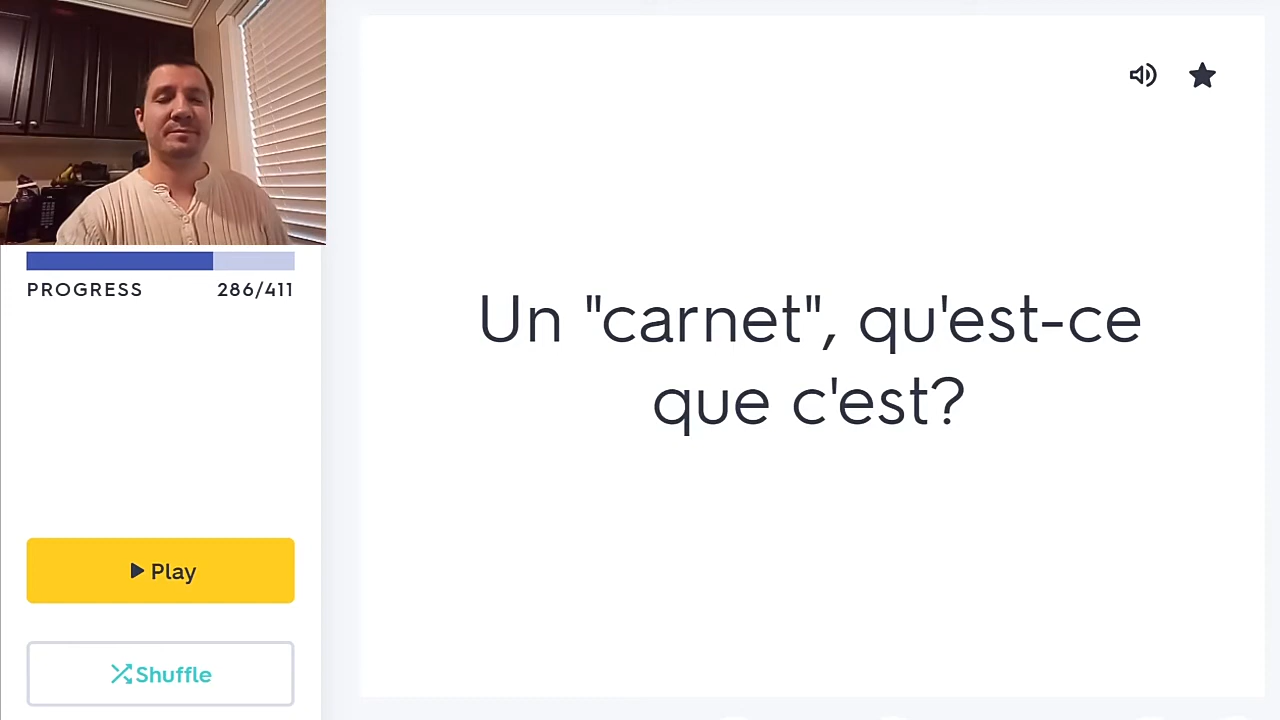 Un "carnet", qu'est-ce
que c'est?
PROGRESS 286/411
Play
Shuffle